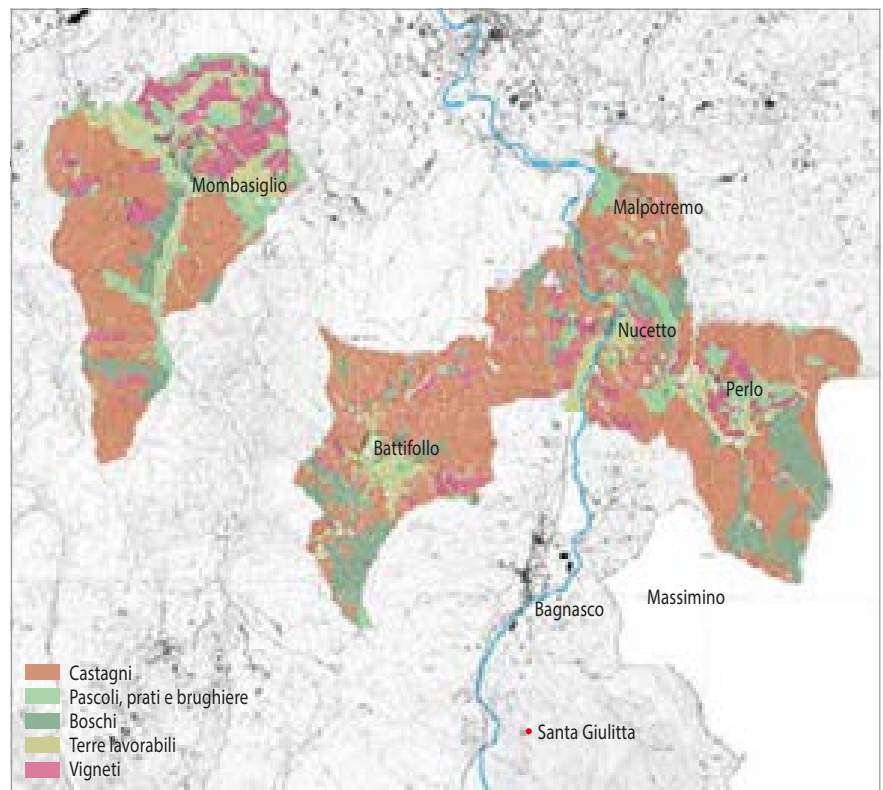 Mombasiglio
Malpotremo
Nucetto
Perlo
Battifollo
Massimino
Bagnasco
Santa Giulitta
Castagni
Pascoli, prati e brughiere
Boschi
Terre lavorabili
Vigneti